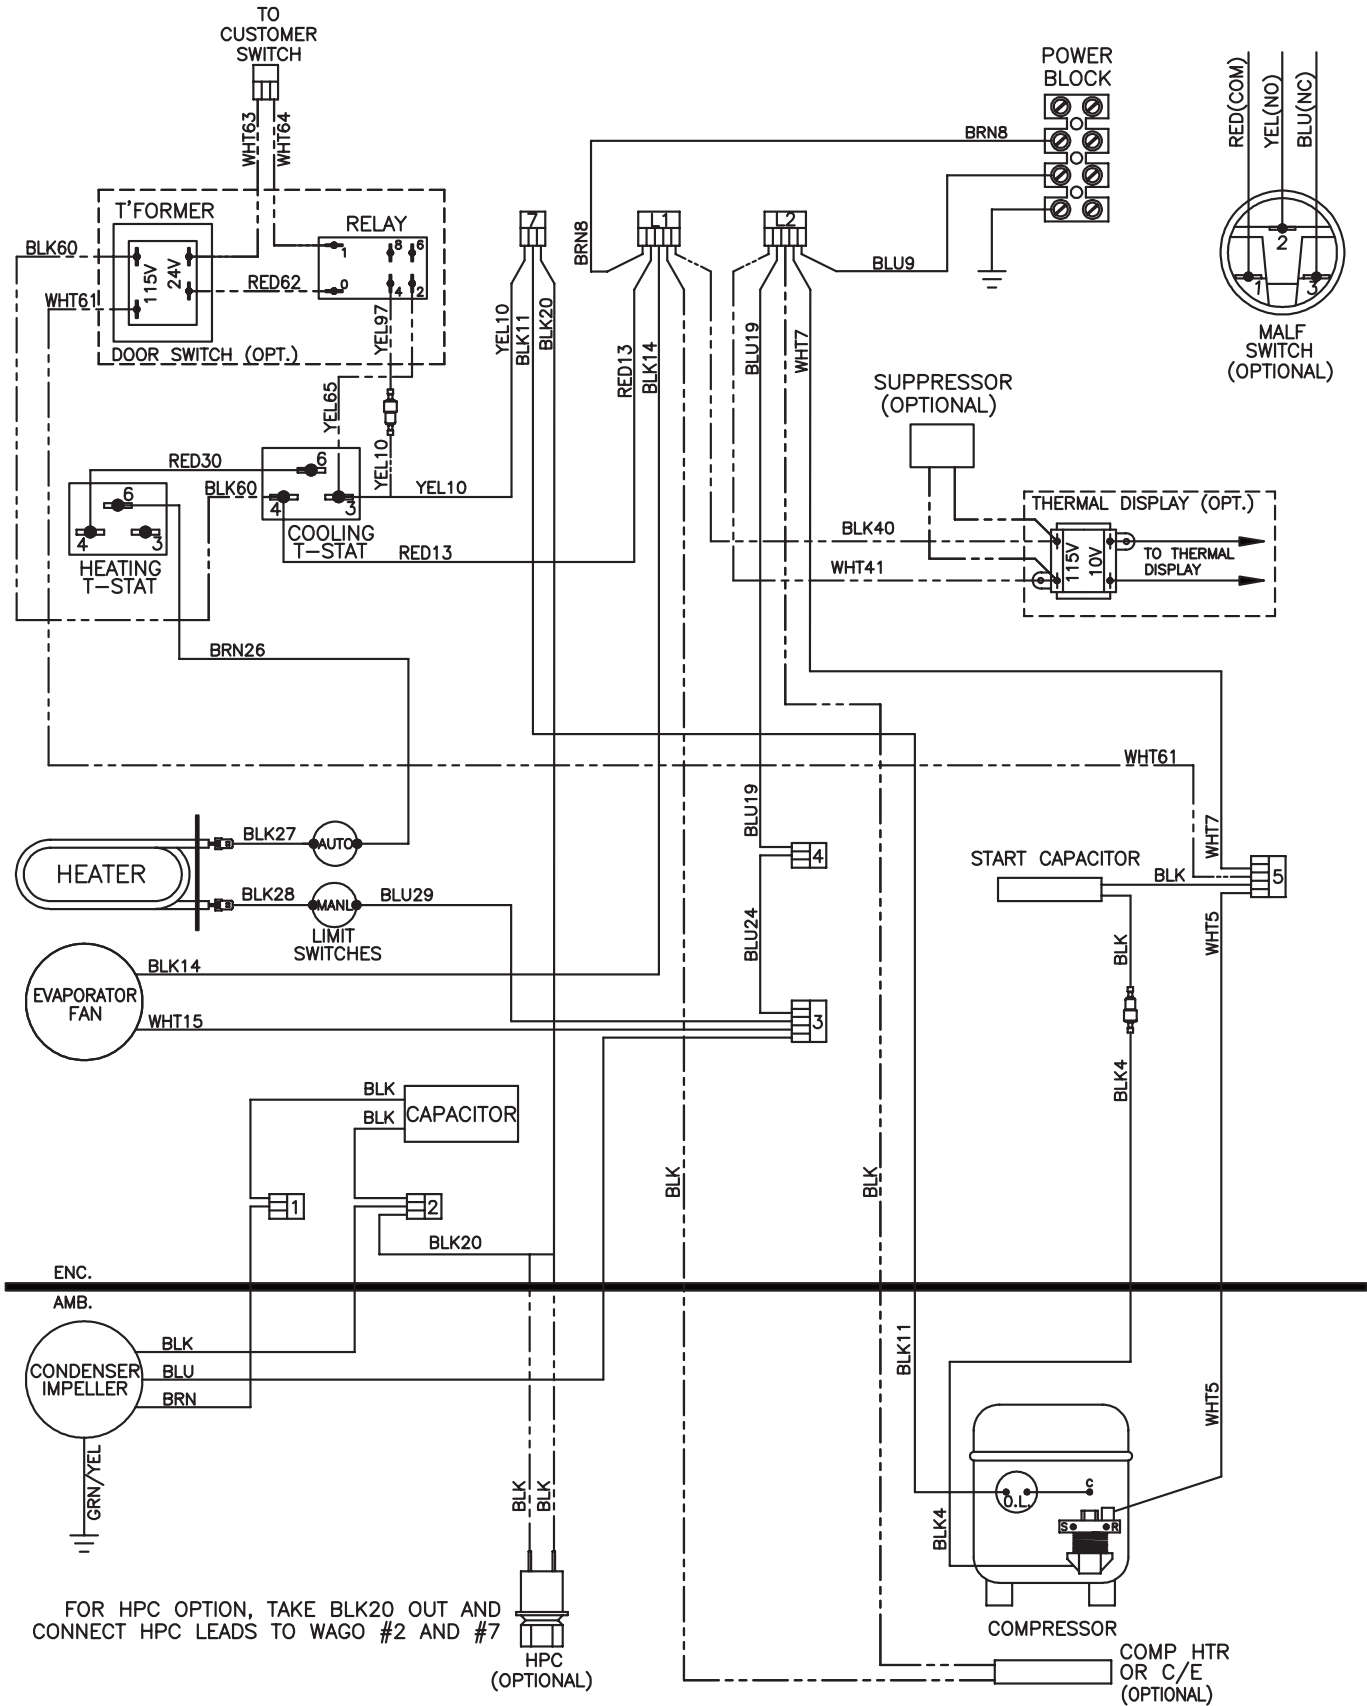 TO
CUSTOMER
SWITCH
WHT63
WHT64
POWER
BLOCK
RED(COM)
YEL(NO)
BLU(NC)
BRN8
T'FORMER
RELAY
7
L1
L2
BLK60
115V
24V
1
8
6
BRN8
2
BLU9
RED62
0
4
2
WHT61
1
3
YEL97
YEL10
BLK11
BLK20
DOOR SWITCH (OPT.)
RED13
BLK14
BLU19
WHT7
MALF
SWITCH
(OPTIONAL)
YEL65
SUPPRESSOR
(OPTIONAL)
YEL10
RED30
6
BLK60
YEL10
6
4
3
THERMAL DISPLAY (OPT.)
4
3
COOLING
T-STAT
RED13
BLK40
HEATING
T-STAT
WHT41
115V
10V
TO THERMAL
DISPLAY
BRN26
WHT61
BLU19
WHT7
BLK27
AUTO
HEATER
4
START CAPACITOR
BLK
5
BLK28
MANL
BLU29
BLU24
BLK
WHT5
LIMIT
SWITCHES
BLK14
EVAPORATOR
FAN
WHT15
3
BLK4
BLK
CAPACITOR
BLK
BLK
BLK
1
2
BLK20
ENC.
AMB.
BLK
CONDENSER
IMPELLER
BLU
BRN
BLK11
WHT5
GRN/YEL
BLK
BLK
O.L.
C
S
R
BLK4
FOR HPC OPTION, TAKE BLK20 OUT AND
CONNECT HPC LEADS TO WAGO #2 AND #7
HPC
(OPTIONAL)
COMPRESSOR
COMP HTR
OR C/E
(OPTIONAL)